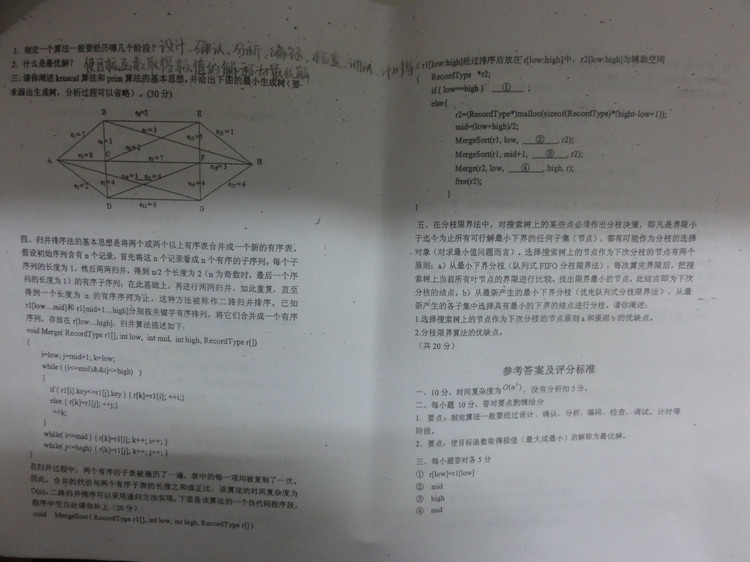 1. 制定一个算法一般要经历哪几个阶段？设计、确认、分析、编码、检查、调试、计时等
2. 什么是最优解？使目标函数取得极值的解称为最优解
三、请你阐述 kruscal 算法和 prim 算法的基本思想，并给出下图的最小生成树（要
求画出生成树，分析过程可以省略）。(30 分)
B
E
A
C
F
H
D
G
四、归并排序法的基本思想是将两个或两个以上有序表合并成一个新的有序表。
假设初始序列含有 n 个记录，首先将这 n 个记录看成 n 个有序的子序列，每个子
序列的长度为 1，然后两两归并，得到 n/2 个长度为 2（n 为奇数时，最后一个序
列的长度为 1）的有序子序列；在此基础上，再进行两两归并，如此重复，直至
得到一个长度为 n 的有序序列为止，这种方法被称作二路归并排序。已知
r1[low...mid]和 r1[mid+1...high]分别按关键字有序排列，将它们合并成一个有序
序列，存放在 r[low...high]，归并算法描述如下：
void Merge( RecordType r1[], int low, int mid, int high, RecordType r[])
{
i=low; j=mid+1; k=low;
while ( (i<=mid)&&(j<=high) )
{
if ( r1[i].key<=r1[j].key ) { r[k]=r1[i]; ++i;}
else { r[k]=r1[j]; ++j;}
++k;
}
while( i<=mid ) { r[k]=r1[i]; k++, i++; }
while( j<=high) { r[k]=r1[j]; k++, j++; }
}
在归并过程中，两个有序的子表被遍历了一遍，表中的每一项均被复制了一次，
因此，合并的代价与两个有序子表的长度之和成正比，该算法的时间复杂度为
O(n)。二路归并排序可以采用递归方法实现。下面是该算法的一个伪代码程序段，
程序中空白处请你补上（20 分）
void MergeSort ( RecordType r1[], int low, int high, RecordType r[] )
r1[low:high]经过排序后放在 r[low:high]中，r2[low:high]为辅助空间
{ RecordType *r2;
if ( low==high ) ① ;
else{
r2=(RecordType*)malloc(sizeof(RecordType)*(hight-low+1));
mid=(low+high)/2;
MergeSort(r1, low, ② , r2);
MergeSort(r1, mid+1, ③ , r2);
Merge(r2, low, ④ , high, r);
free(r2);
}
}
五、在分枝限界法中，对搜索树上的某些点必须作出分枝决策，即凡是界限小
于迄今为止所有可行解最小下界的任何子集（节点），都有可能作为分枝的选择
对象（对求最小值问题而言）。选择搜索树上的节点作为下次分枝的节点有两个
原则：a）从最小下界分枝（队列式 FIFO 分枝限界法）：每次算完界限后，把搜
索树上当前所有叶节点的界限进行比较。找出限界最小的节点，此结点即为下次
分枝的结点。b）从最新产生的最小下界分枝（优先队列式分枝限界法），从最
新产生的各子集中选择具有最小的下界的结点进行分枝。请你阐述：
1.选择搜索树上的节点作为下次分枝的节点原则 a 和原则 b 的优缺点。
2.分枝限界算法的优缺点。
（共 20 分）
参考答案及评分标准
一、10 分，时间复杂度为O(n²)，没有分析扣 5 分。
二、每小题 10 分，答对要点酌情给分
1．要点：制定算法一般要经过设计、确认、分析、编码、检查、调试、计时等
阶段。
2．要点：使目标函数取得极值（最大或最小）的解称为最优解。
三、每小题答对各 5 分
① r[low]=r1[low]
② mid
③ high
④ mid